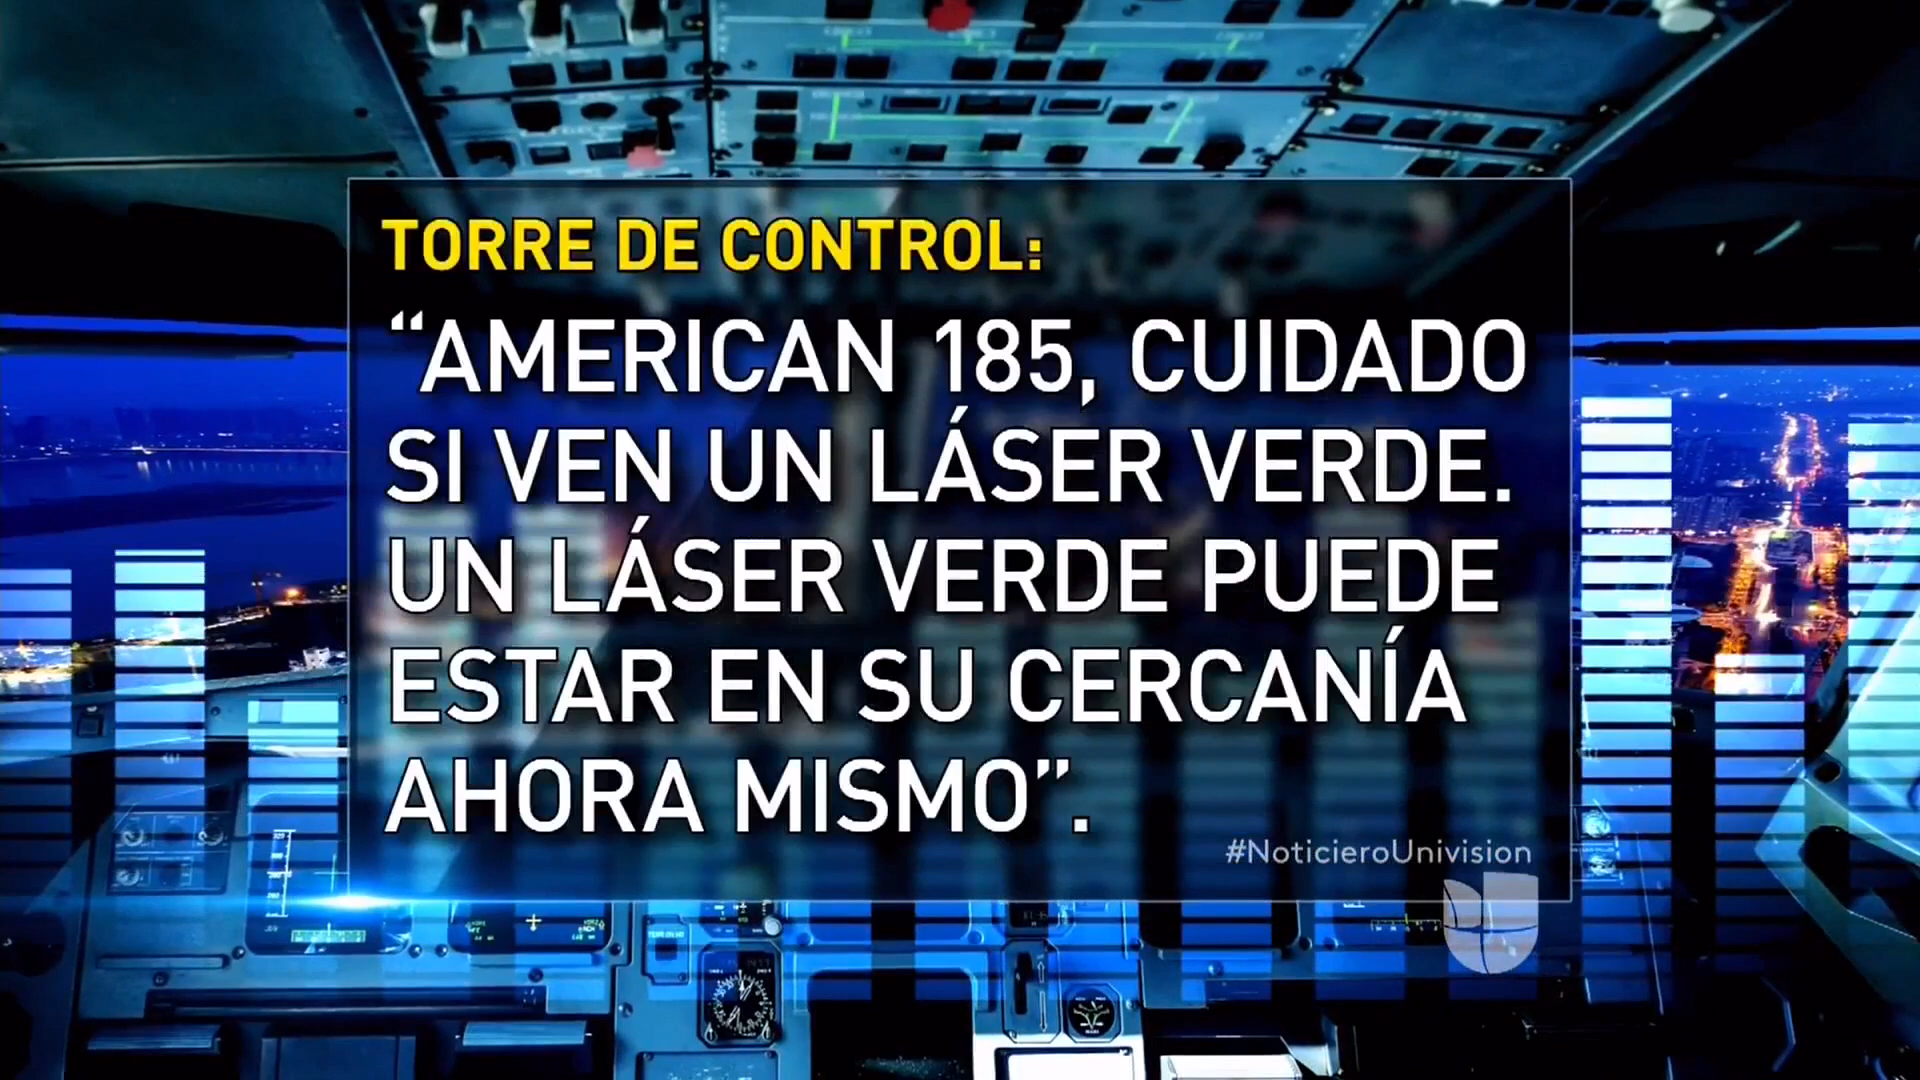 TORRE DE CONTROL:
“AMERICAN 185, CUIDADO
SI VEN UN LÁSER VERDE.
UN LÁSER VERDE PUEDE
ESTAR EN SU CERCANÍA
AHORA MISMO”.
#NoticieroUnivision